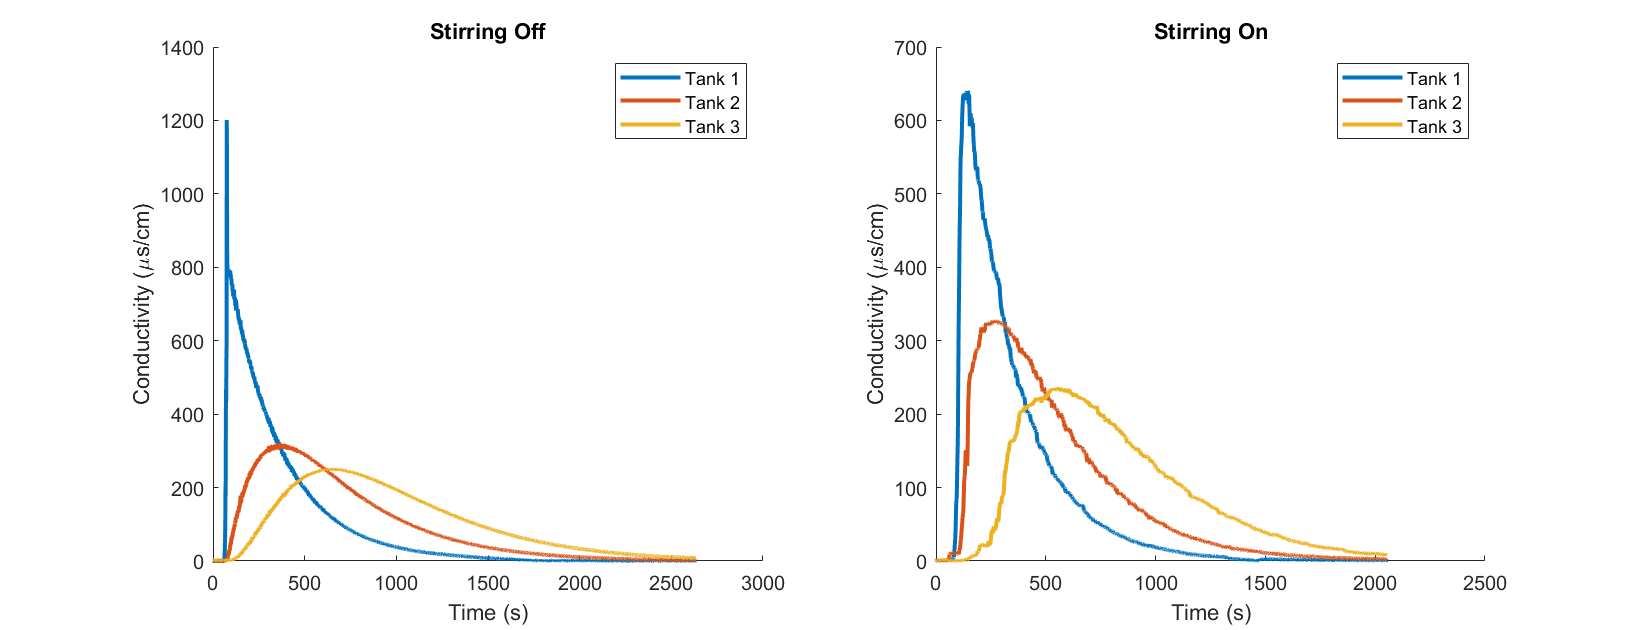 Stirring Off
1400
1200
1000
800
600
400
200
0
Conductivity (μs/cm)
Tank 1
Tank 2
Tank 3
0 500 1000 1500 2000 2500 3000
Time (s)
Stirring On
700
600
500
400
300
200
100
0
Conductivity (μs/cm)
Tank 1
Tank 2
Tank 3
0 500 1000 1500 2000 2500
Time (s)